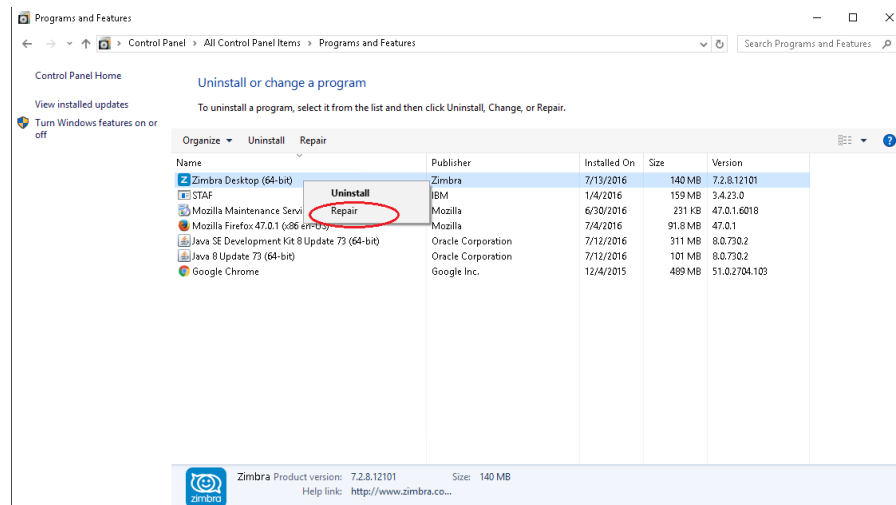 Programs and Features
Control Panel > All Control Panel Items > Programs and Features
Search Programs and Features
Control Panel Home
View installed updates
Turn Windows features on or
off
Uninstall or change a program
To uninstall a program, select it from the list and then click Uninstall, Change, or Repair.
Organize Uninstall Repair
Name Publisher Installed On Size Version
Zimbra Desktop (64-bit) Zimbra 7/13/2016 140 MB 7.2.8.12101
STAF IBM 1/4/2016 159 MB 3.4.23.0
Mozilla Maintenance Servi Mozilla 6/30/2016 231 KB 47.0.1.6018
Mozilla Firefox 47.0.1 (x86 en-US) Mozilla 7/4/2016 91.8 MB 47.0.1
Java SE Development Kit 8 Update 73 (64-bit) Oracle Corporation 7/12/2016 311 MB 8.0.730.2
Java 8 Update 73 (64-bit) Oracle Corporation 7/12/2016 101 MB 8.0.730.2
Google Chrome Google Inc. 12/4/2015 489 MB 51.0.2704.103
Uninstall
Repair
Zimbra Product version: 7.2.8.12101 Size: 140 MB
Help link: http://www.zimbra.co...
zimbra